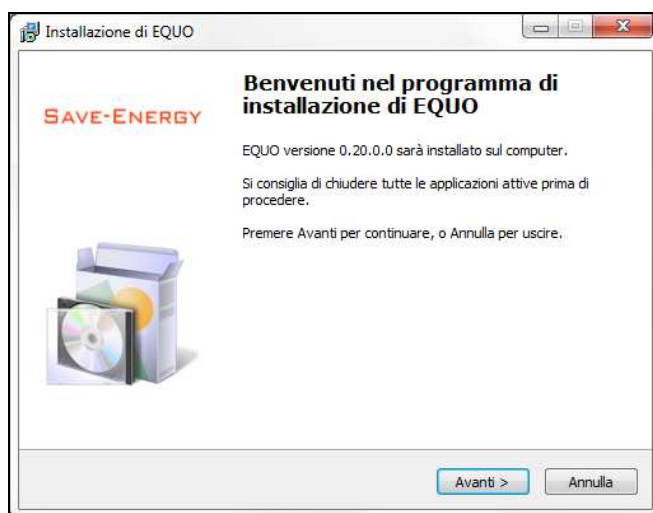 Installazione di EQUO
SAVE-ENERGY
Benvenuti nel programma di
installazione di EQUO
EQUO versione 0.20.0.0 sarà installato sul computer.
Si consiglia di chiudere tutte le applicazioni attive prima di
procedere.
Premere Avanti per continuare, o Annulla per uscire.
Avanti >
Annulla